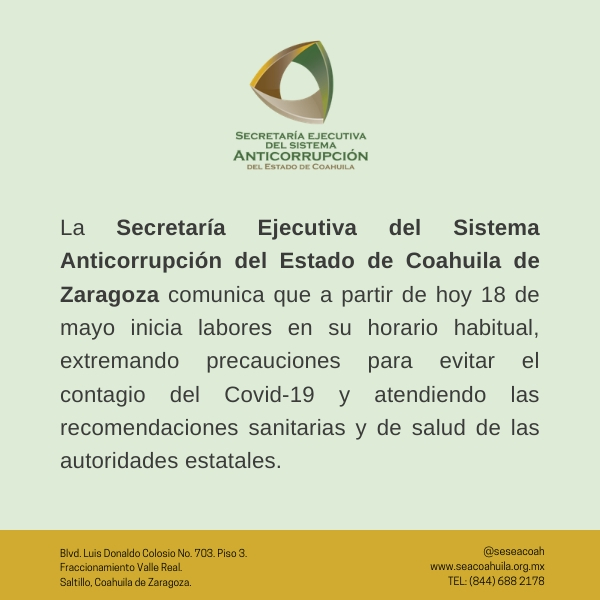 SECRETARÍA EJECUTIVA
DEL SISTEMA
ANTICORRUPCIÓN
DEL ESTADO DE COAHUILA
La Secretaría Ejecutiva del Sistema
Anticorrupción del Estado de Coahuila de
Zaragoza comunica que a partir de hoy 18 de
mayo inicia labores en su horario habitual,
extremando precauciones para evitar el
contagio del Covid-19 y atendiendo las
recomendaciones sanitarias y de salud de las
autoridades estatales.
Blvd. Luis Donaldo Colosio No. 703. Piso 3.
Fraccionamiento Valle Real.
Saltillo, Coahuila de Zaragoza.
@seseacoah
www.seacoahuila.org.mx
TEL: (844) 688 2178